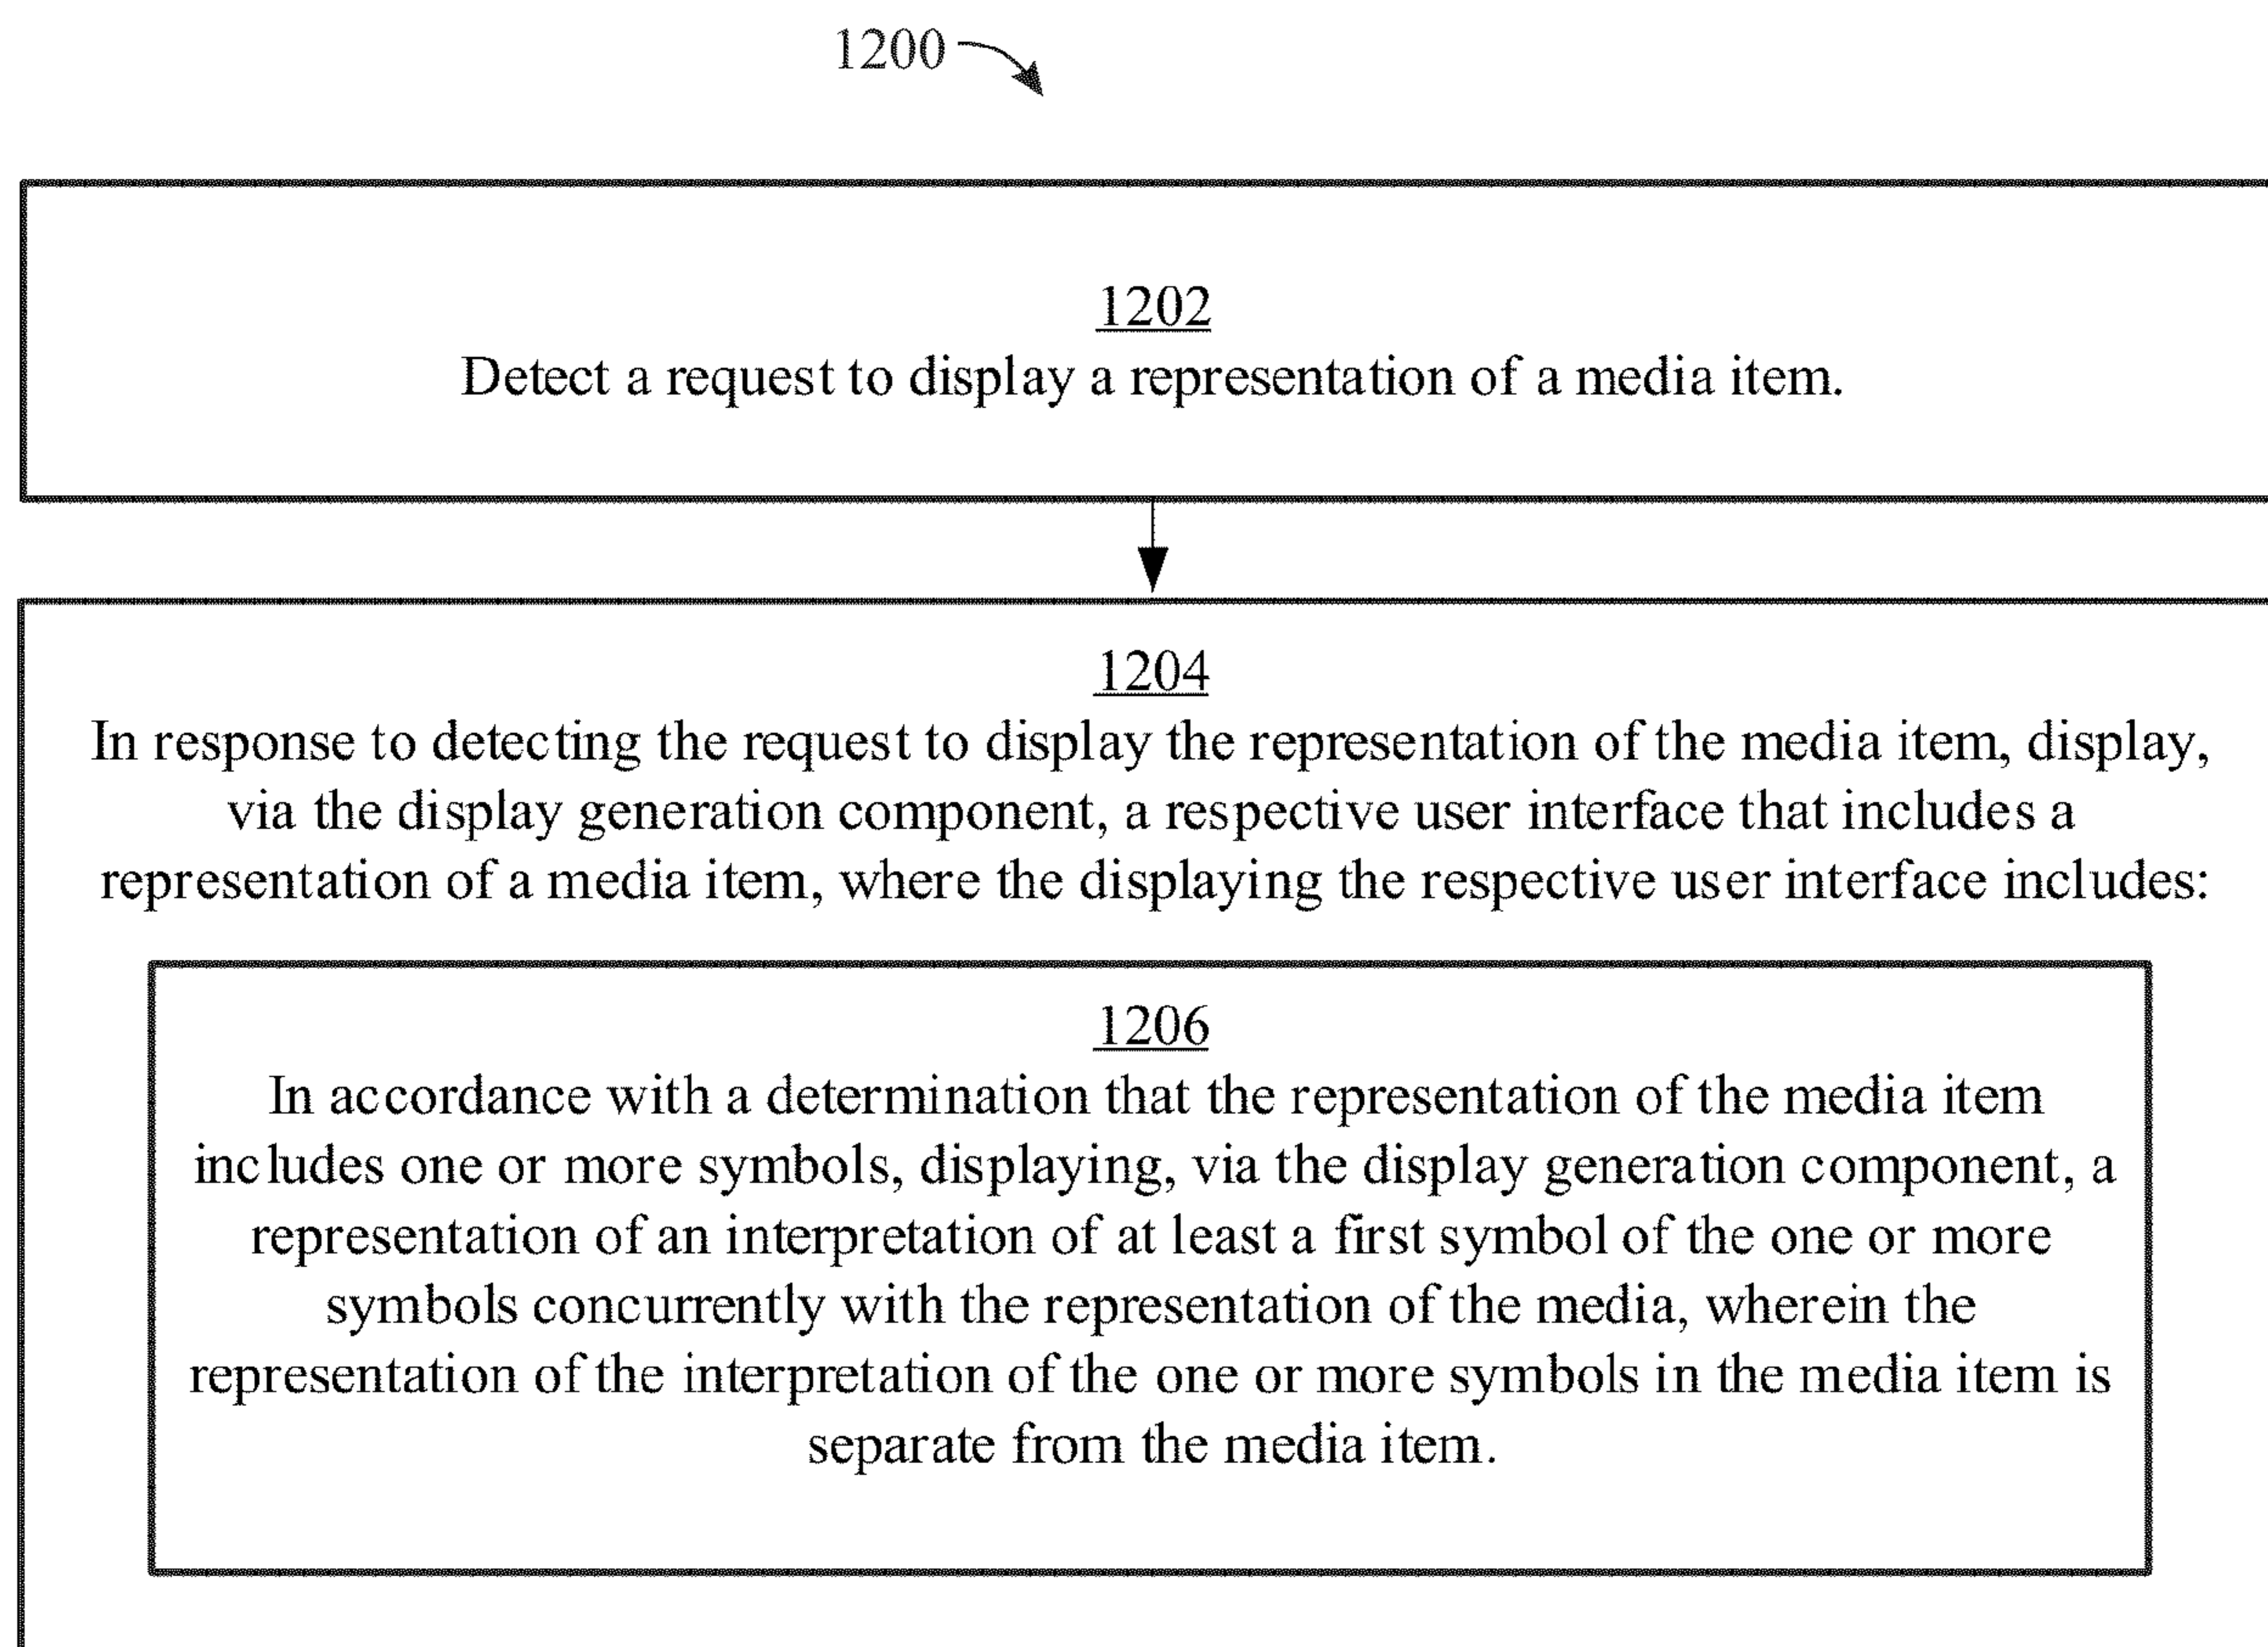 1200
1202
Detect a request to display a representation of a media item.
1204
In response to detecting the request to display the representation of the media item, display,
via the display generation component, a respective user interface that includes a
representation of a media item, where the displaying the respective user interface includes:
1206
In accordance with a determination that the representation of the media item
includes one or more symbols, displaying, via the display generation component, a
representation of an interpretation of at least a first symbol of the one or more
symbols concurrently with the representation of the media, wherein the
representation of the interpretation of the one or more symbols in the media item is
separate from the media item.